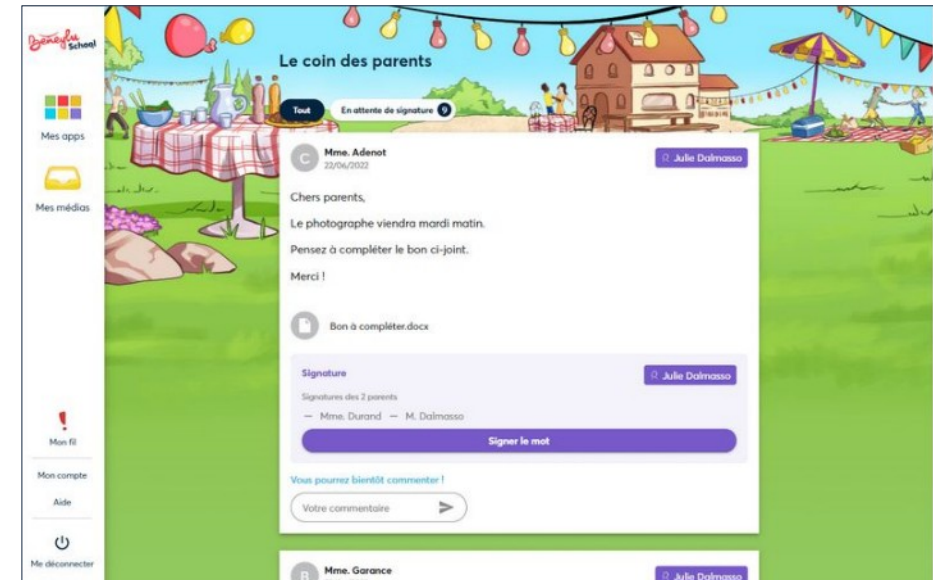 Beneylu
School
Mes apps
Mes médias
Mon fil
Mon compte
Aide
Me déconnecter
Le coin des parents
Tout
En attente de signature 9
C
Mme. Adenot
22/06/2022
Julie Dalmasso
Chers parents,
Le photographe viendra mardi matin.
Pensez à compléter le bon ci-joint.
Merci !
Bon à compléter.docx
Signature
Julie Dalmasso
Signatures des 2 parents
— Mme. Durand — M. Dalmasso
Signer le mot
Vous pourrez bientôt commenter !
Votre commentaire
B
Mme. Garance
Julie Dalmasso